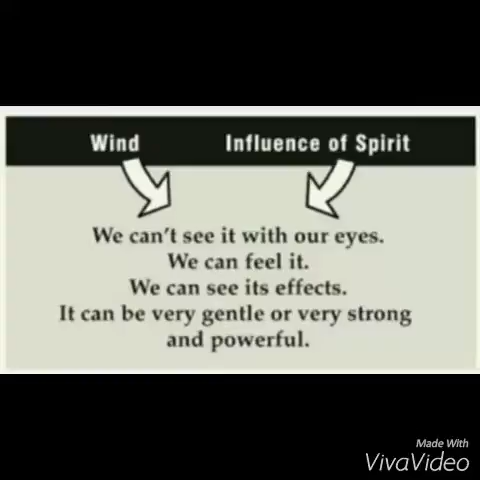 Wind Influence of Spirit
We can't see it with our eyes.
We can feel it.
We can see its effects.
It can be very gentle or very strong
and powerful.
Made With
VivaVideo